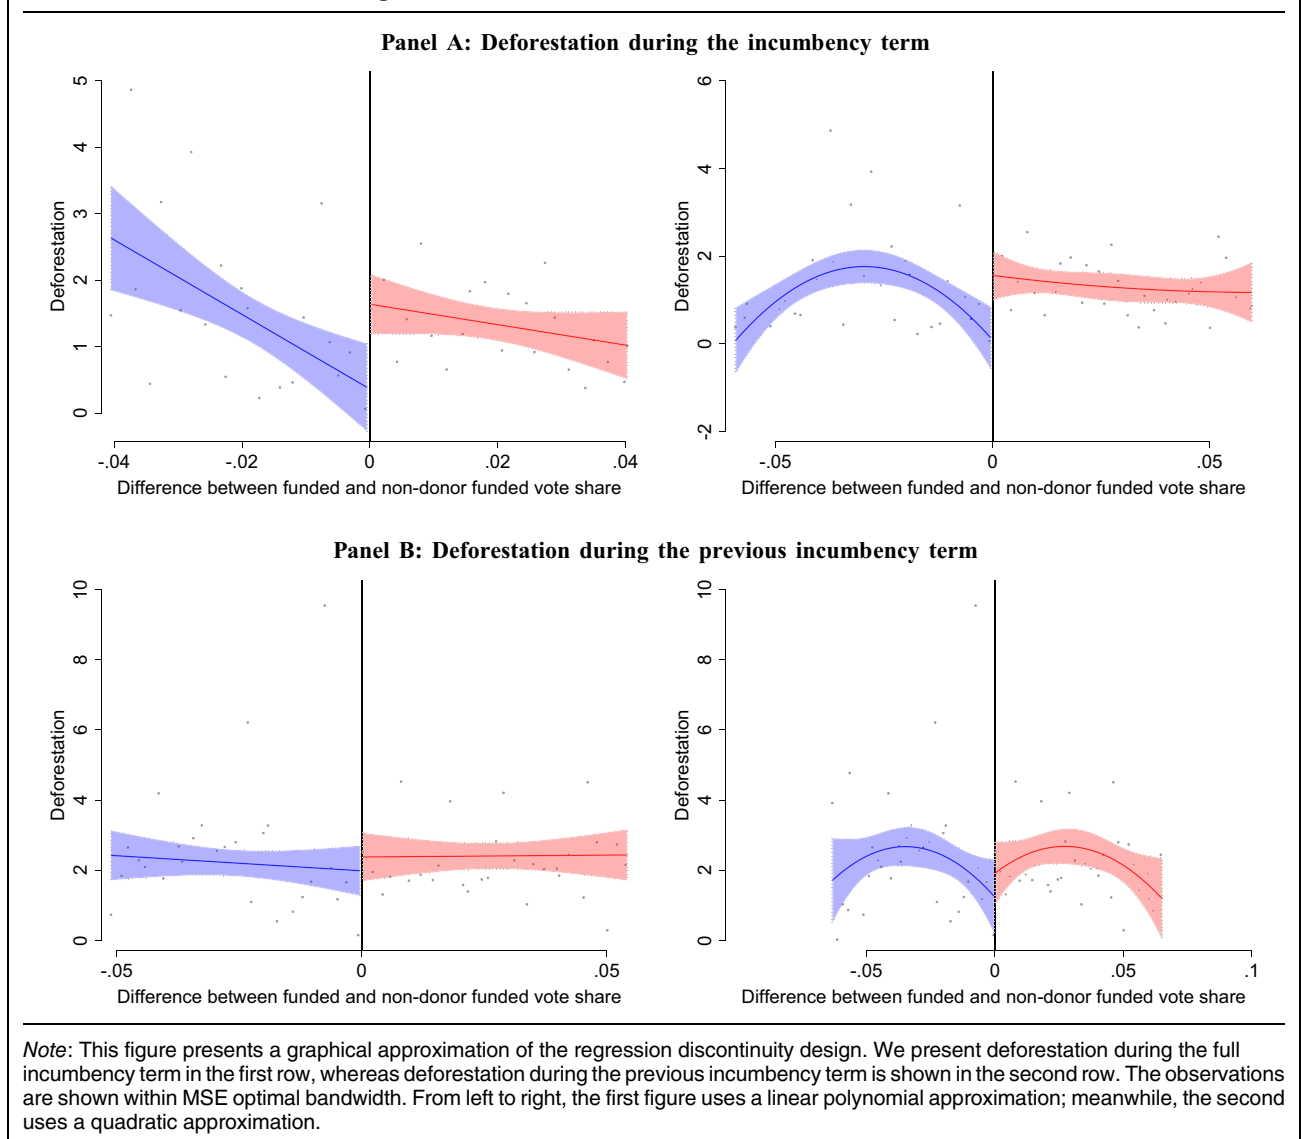 Panel A: Deforestation during the incumbency term
5
4
3
2
1
0
Deforestation
-.04
-.02
0
.02
.04
Difference between funded and non-donor funded vote share
6
4
2
0
-2
Deforestation
-.05
0
.05
Difference between funded and non-donor funded vote share
Panel B: Deforestation during the previous incumbency term
10
8
6
4
2
0
Deforestation
-.05
0
.05
Difference between funded and non-donor funded vote share
10
8
6
4
2
0
Deforestation
-.05
0
.05
.1
Difference between funded and non-donor funded vote share
Note: This figure presents a graphical approximation of the regression discontinuity design. We present deforestation during the full
incumbency term in the first row, whereas deforestation during the previous incumbency term is shown in the second row. The observations
are shown within MSE optimal bandwidth. From left to right, the first figure uses a linear polynomial approximation; meanwhile, the second
uses a quadratic approximation.